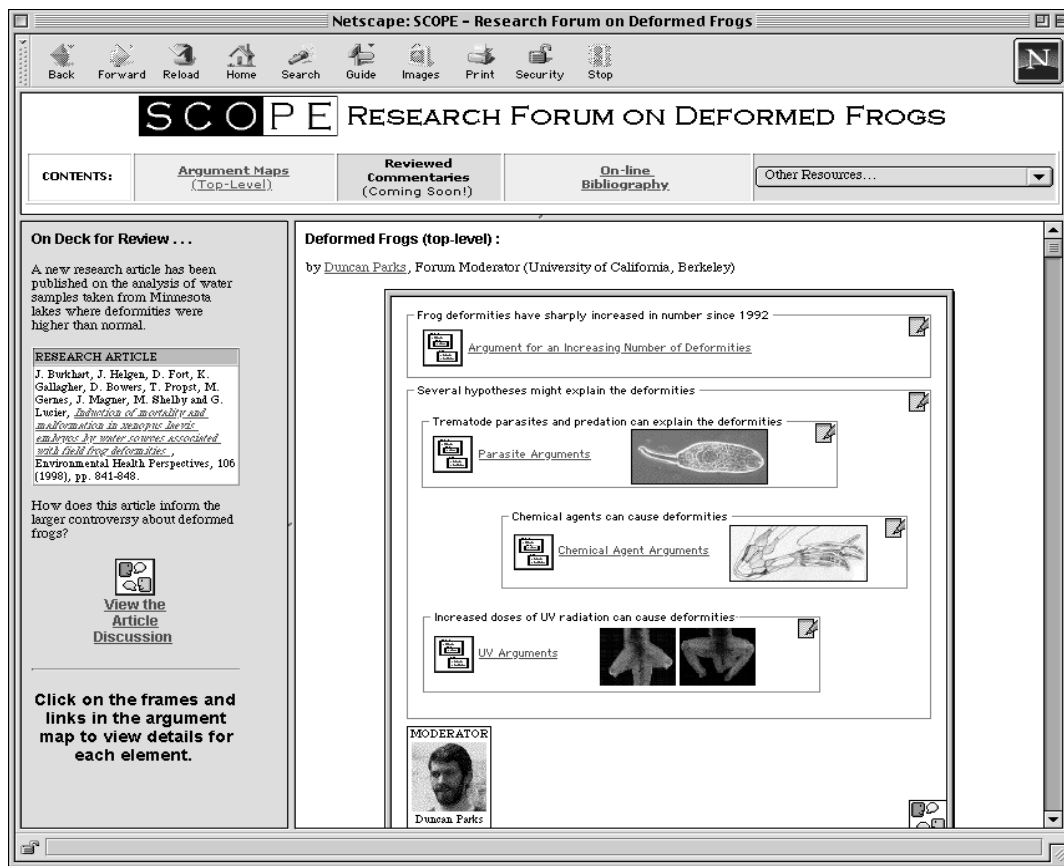 Netscape: SCOPE – Research Forum on Deformed Frogs
Back Forward Reload Home Search Guide Images Print Security Stop
N
SCOPE RESEARCH FORUM ON DEFORMED FROGS
CONTENTS:
Argument Maps
(Top-Level)
Reviewed
Commentaries
(Coming Soon!)
On-line
Bibliography
Other Resources...
On Deck for Review . . .
A new research article has been
published on the analysis of water
samples taken from Minnesota
lakes where deformities were
higher than normal.
RESEARCH ARTICLE
J. Burkhart, J. Helgen, D. Fort, K.
Gallagher, D. Bowers, T. Propst, M.
Gernes, J. Magner, M. Shelby and G.
Lucier, Induction of mortality and
malformation in xenopus laevis
embryos by water sources associated
with field frog deformities ,
Environmental Health Perspectives, 106
(1998), pp. 841-848.
How does this article inform the
larger controversy about deformed
frogs?
View the
Article
Discussion
Click on the frames and
links in the argument
map to view details for
each element.
Deformed Frogs (top-level) :
by Duncan Parks, Forum Moderator (University of California, Berkeley)
Frog deformities have sharply increased in number since 1992
Argument for an Increasing Number of Deformities
Several hypotheses might explain the deformities
Trematode parasites and predation can explain the deformities
Parasite Arguments
Chemical agents can cause deformities
Chemical Agent Arguments
Increased doses of UV radiation can cause deformities
UV Arguments
MODERATOR
Duncan Parks